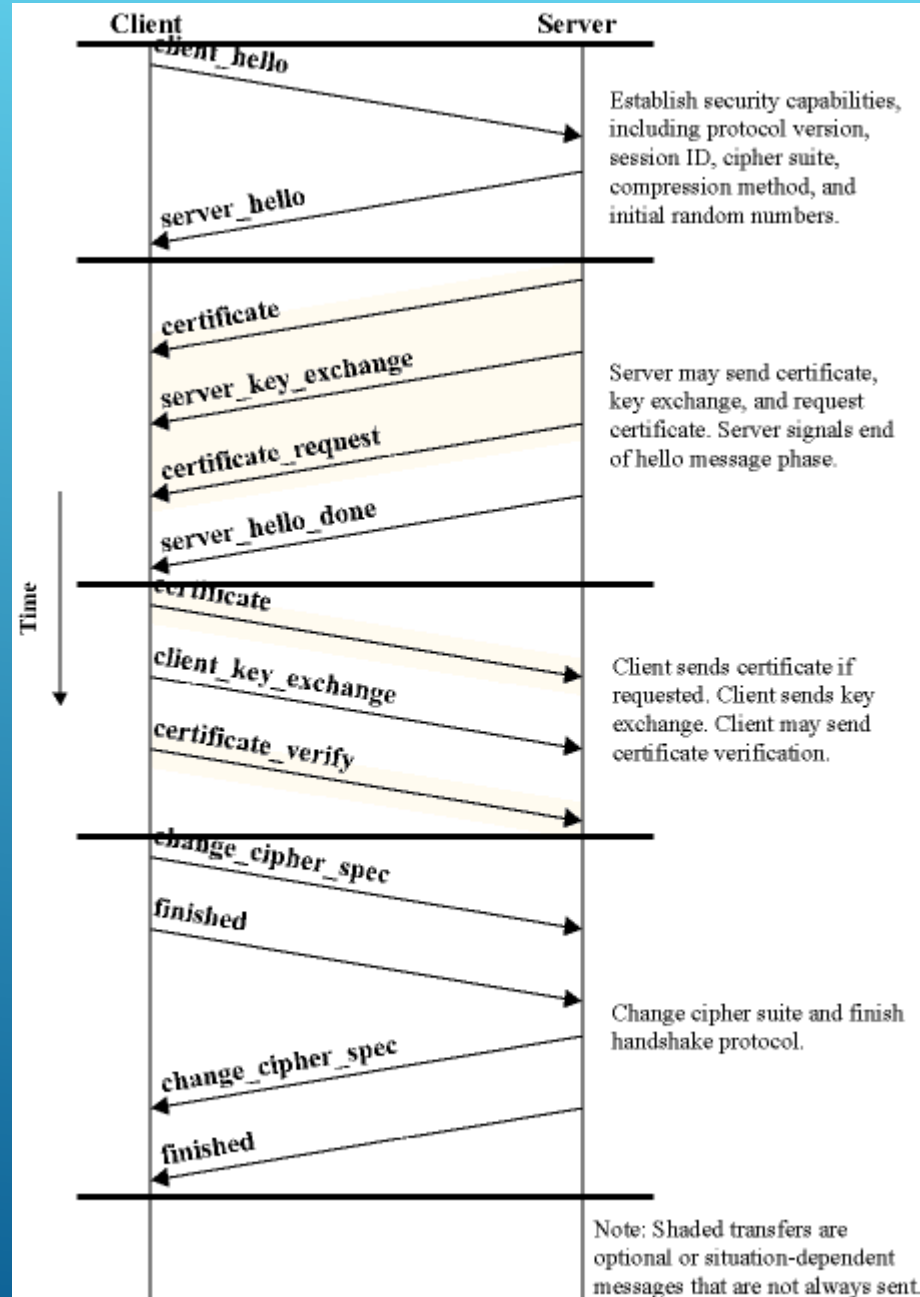 Client
Server
client_hello
Establish security capabilities,
including protocol version,
session ID, cipher suite,
compression method, and
initial random numbers.
server_hello
certificate
server_key_exchange
Server may send certificate,
key exchange, and request
certificate. Server signals end
of hello message phase.
certificate_request
server_hello_done
Time
certificate
Client sends certificate if
requested. Client sends key
exchange. Client may send
certificate verification.
client_key_exchange
certificate_verify
change_cipher_spec
finished
Change cipher suite and finish
handshake protocol.
change_cipher_spec
finished
Note: Shaded transfers are
optional or situation-dependent
messages that are not always sent.